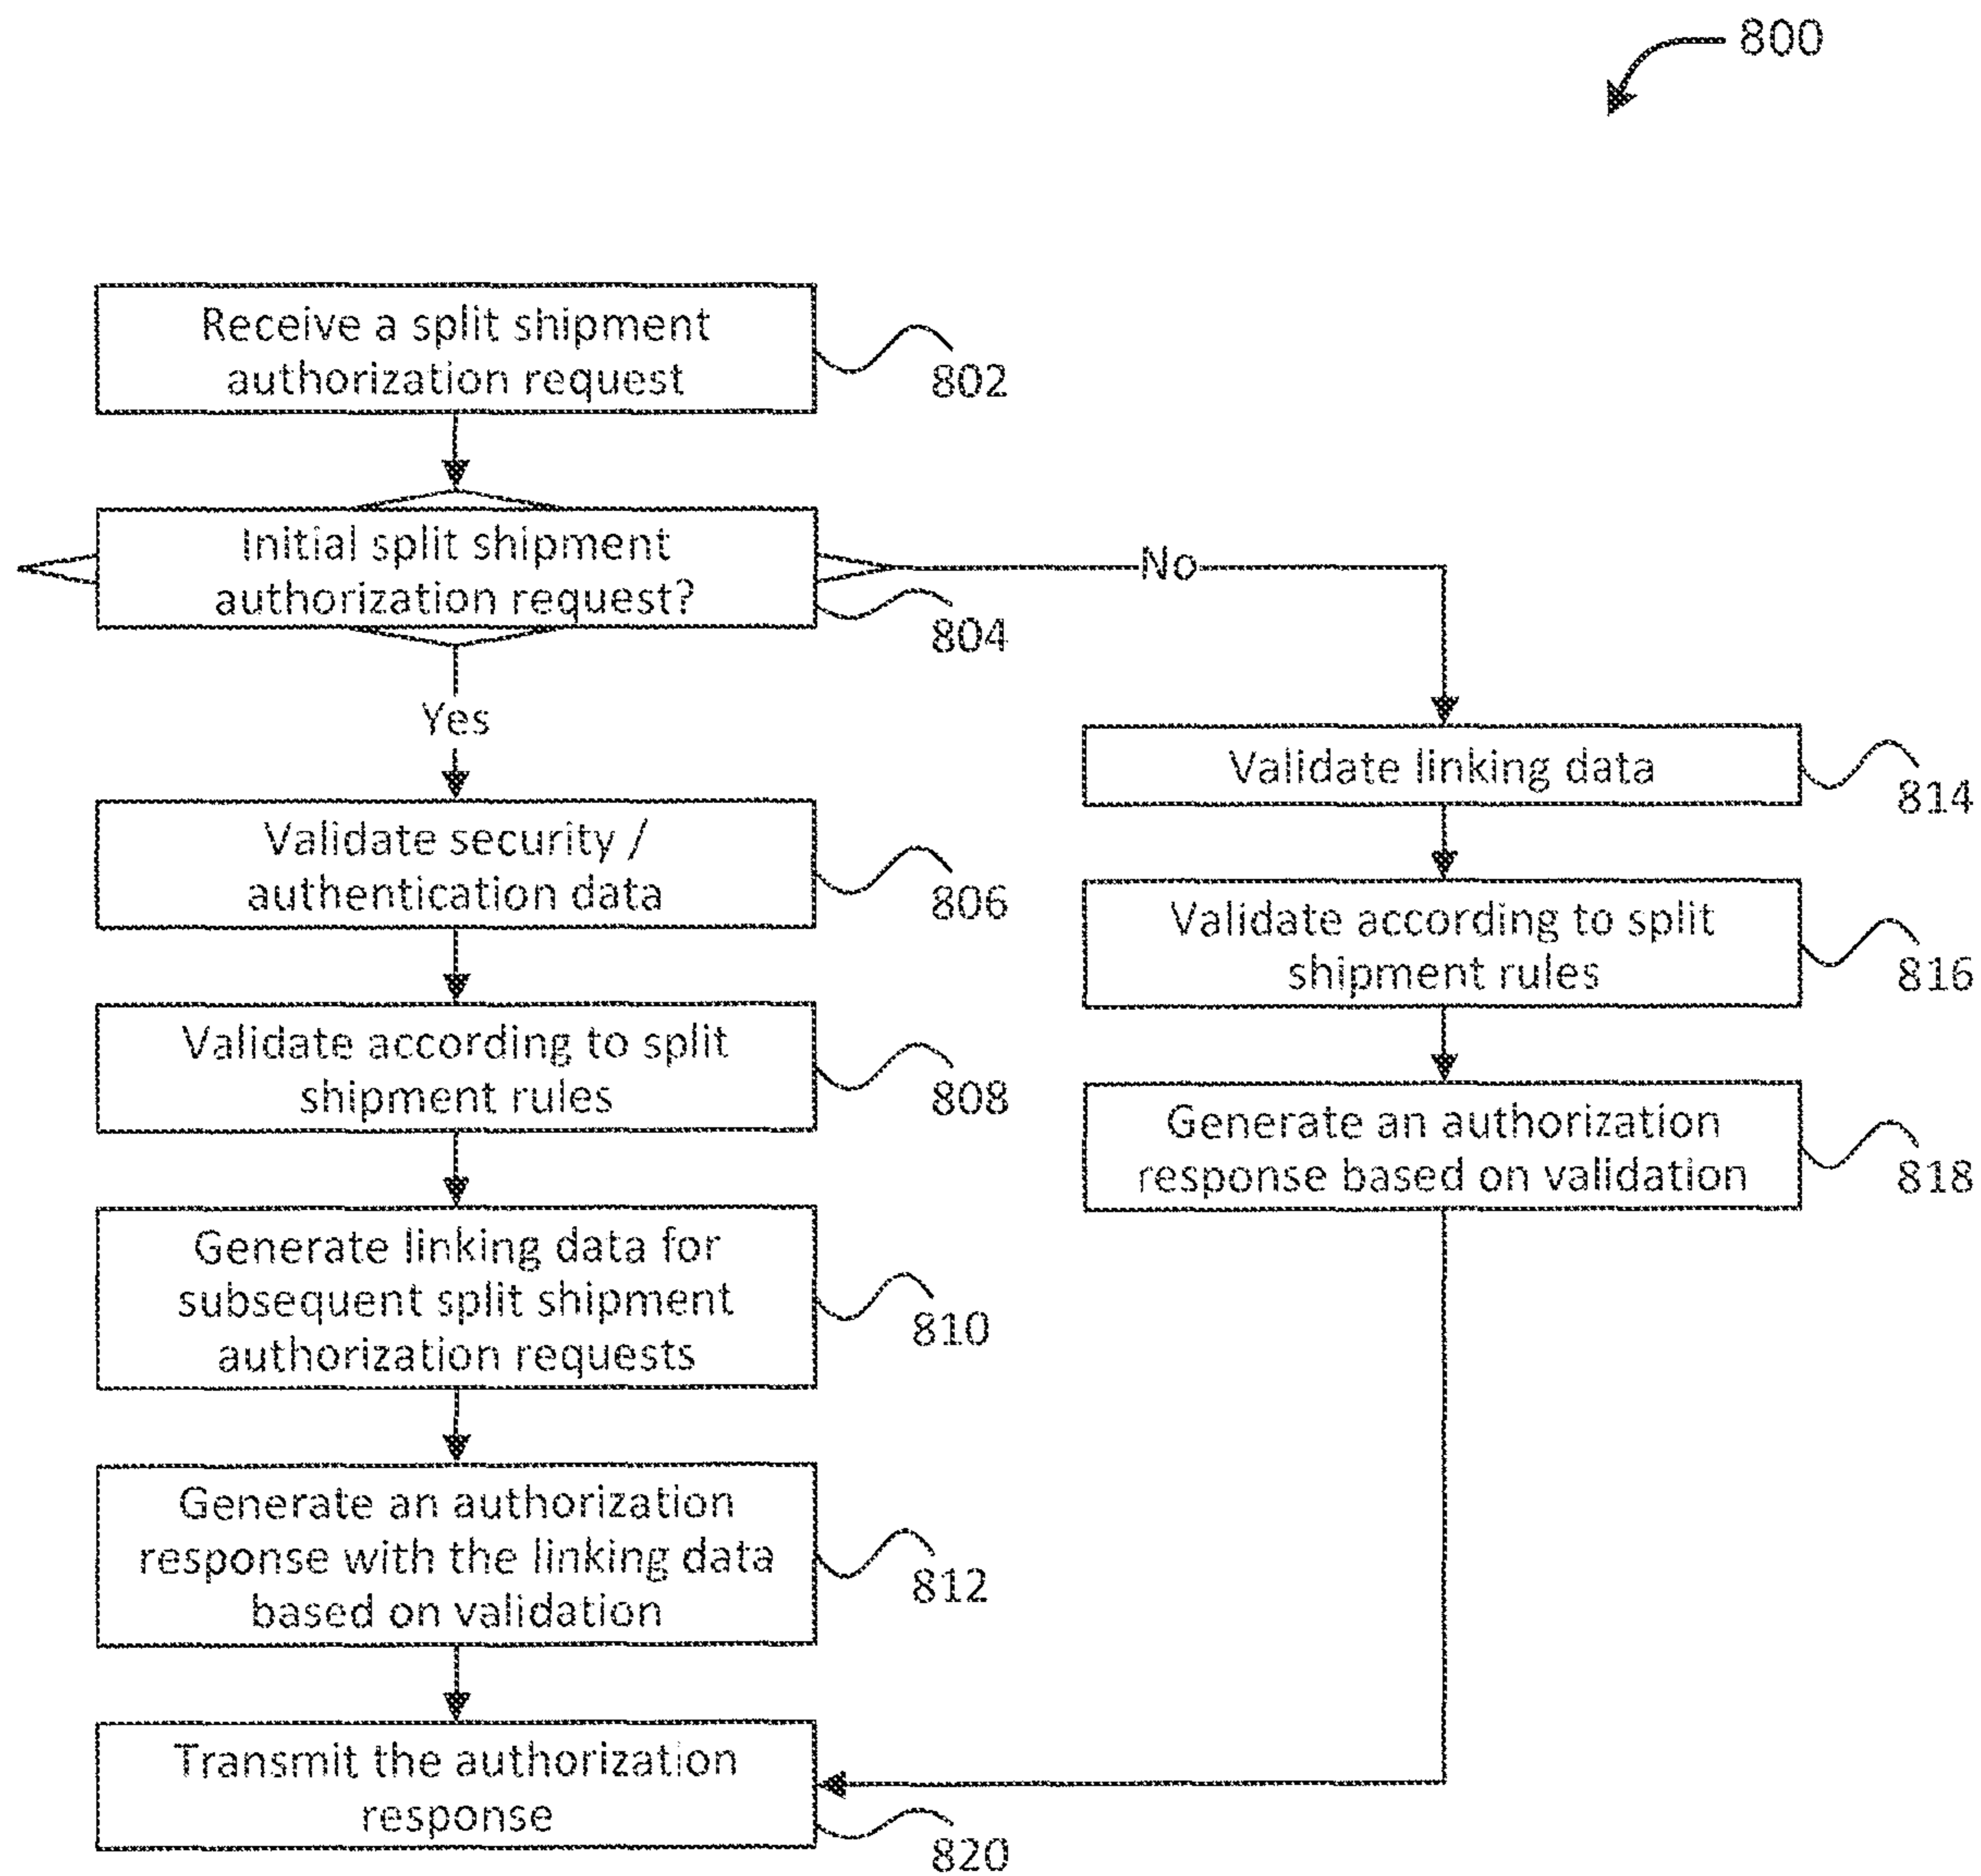 800
Receive a split shipment
authorization request
802
Initial split shipment
authorization request?
804
No
Yes
Validate security /
authentication data
806
Validate according to split
shipment rules
808
Generate linking data for
subsequent split shipment
authorization requests
810
Generate an authorization
response with the linking data
based on validation
812
Validate linking data
814
Validate according to split
shipment rules
816
Generate an authorization
response based on validation
818
Transmit the authorization
response
820